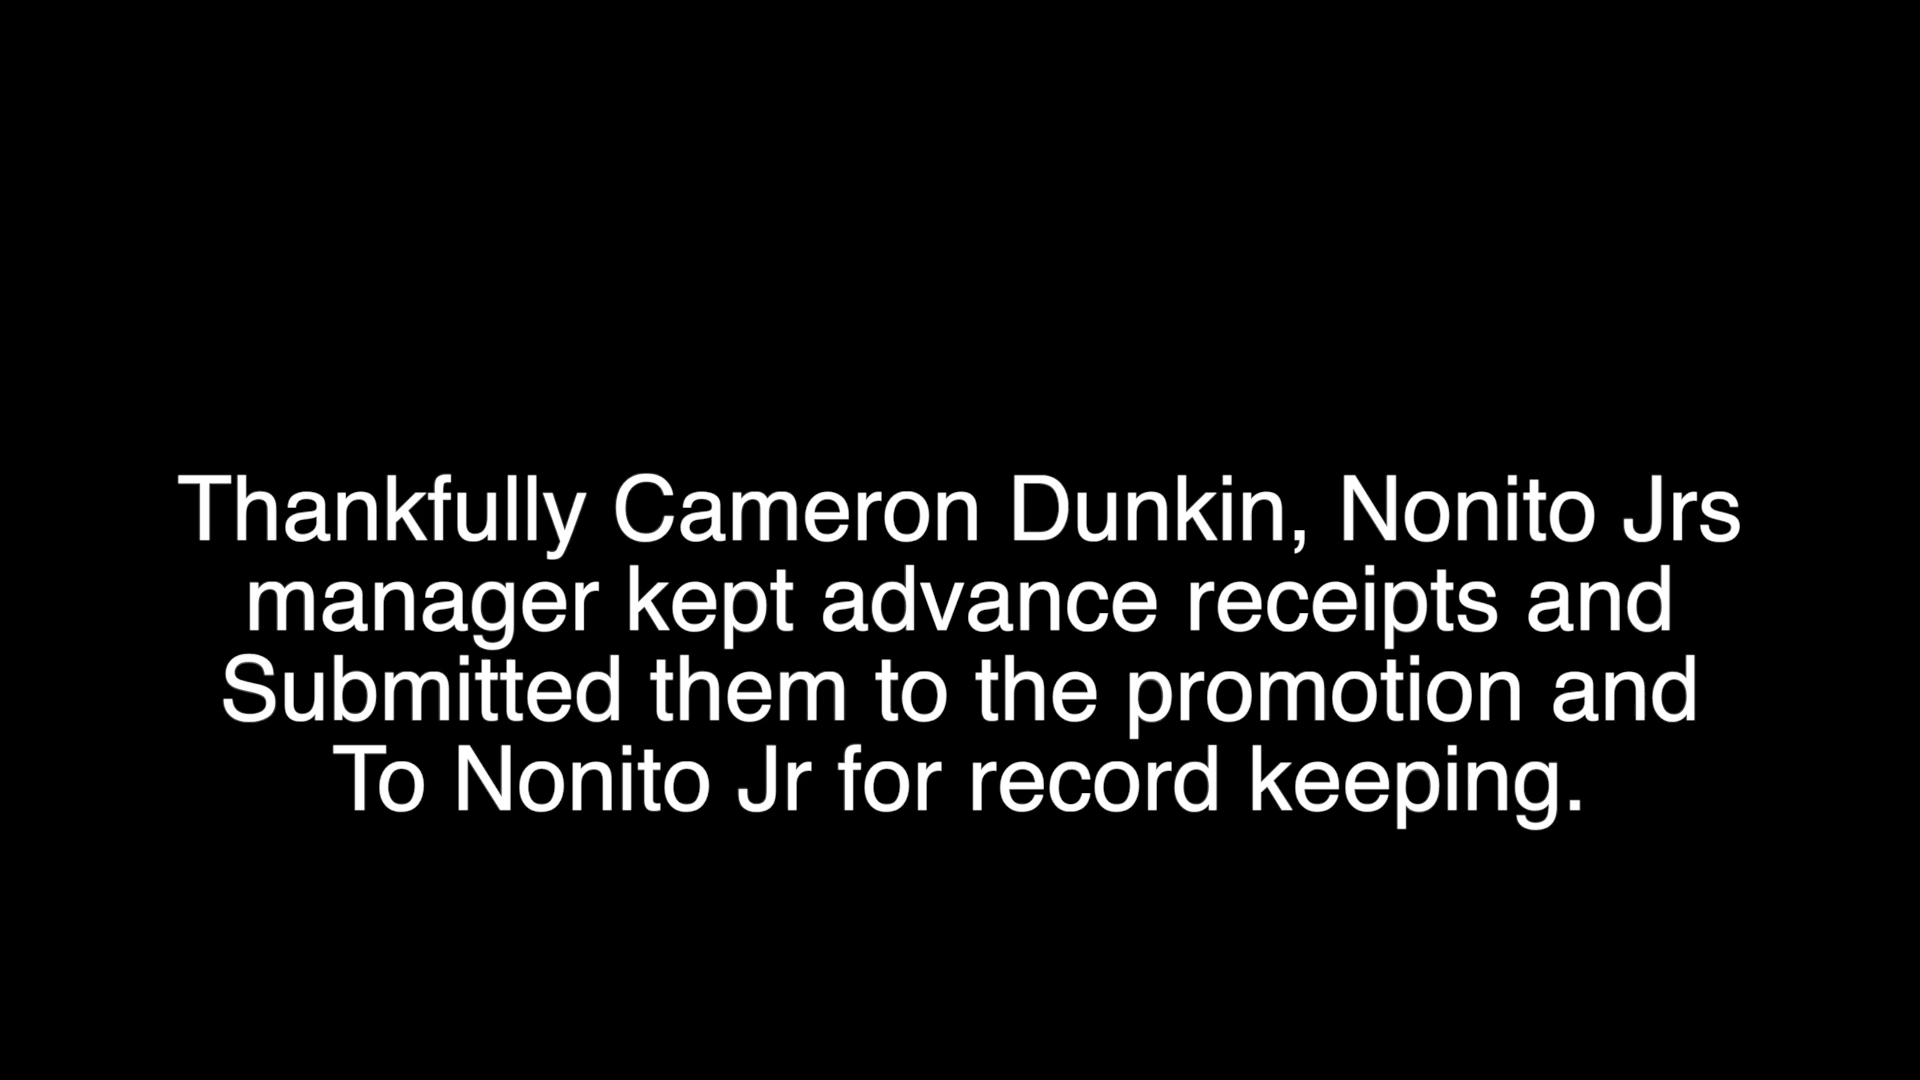 Thankfully Cameron Dunkin, Nonito Jrs
manager kept advance receipts and
Submitted them to the promotion and
To Nonito Jr for record keeping.